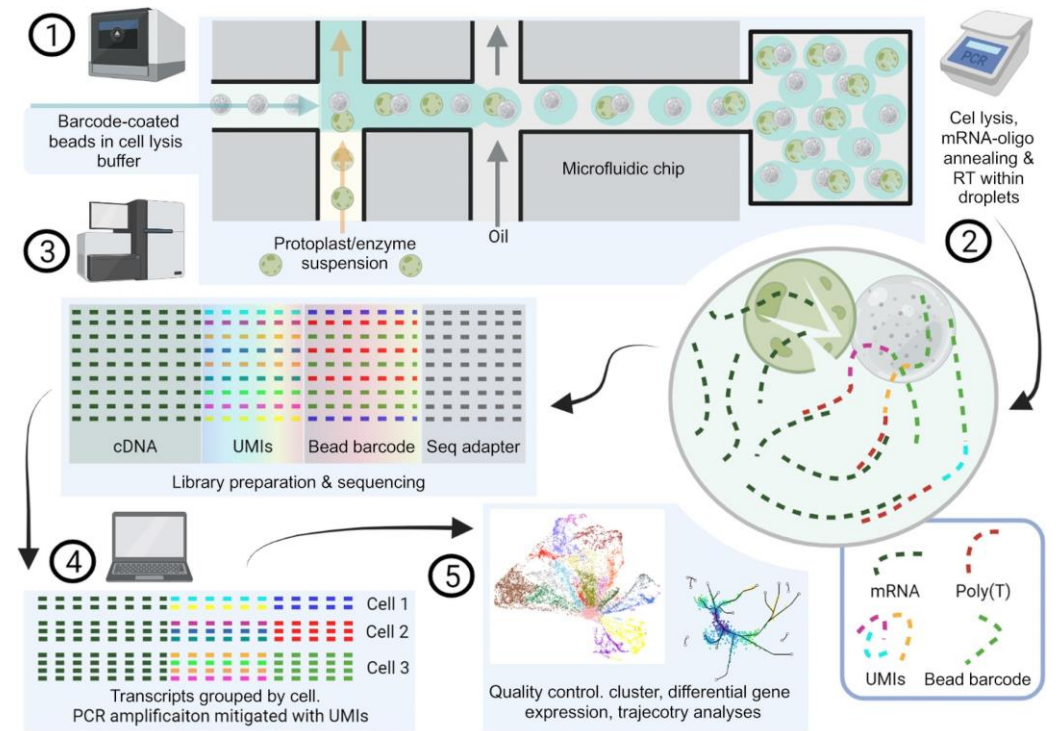 1
Barcode-coated
beads in cell lysis
buffer
Microfluidic chip
Protoplast/enzyme
suspension
Oil
PCR
Cel lysis,
mRNA-oligo
annealing &
RT within
droplets
2
3
cDNA UMIs Bead barcode Seq adapter
Library preparation & sequencing
4
Cell 1
Cell 2
Cell 3
Transcripts grouped by cell.
PCR amplificaiton mitigated with UMIs
5
Quality control. cluster, differential gene
expression, trajecotry analyses
mRNA Poly(T)
UMIs Bead barcode